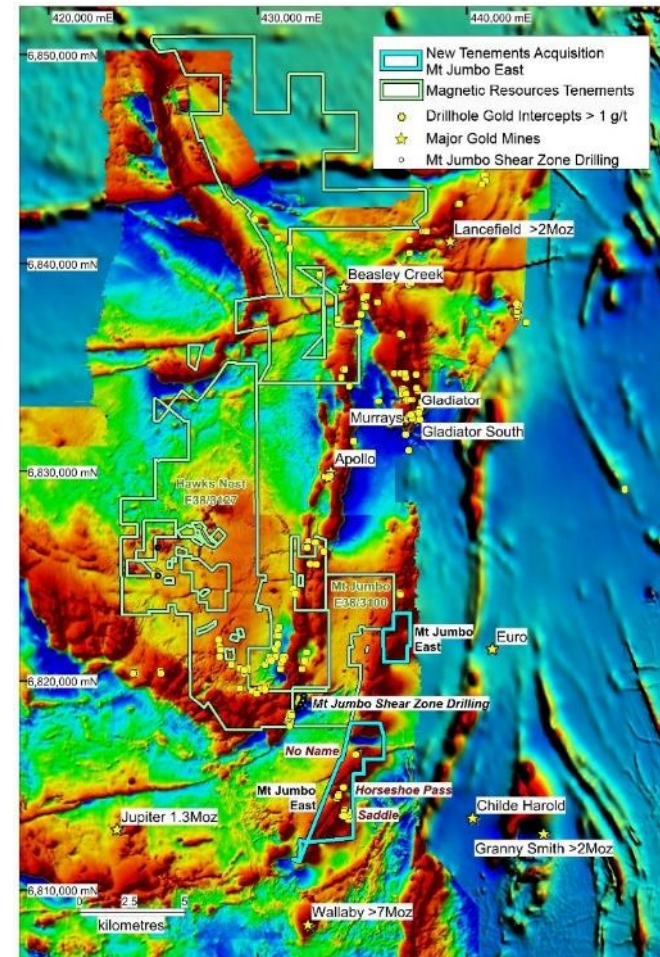 420,000 mE
430,000 mE
440,000 mE
6,850,000 mN
New Tenements Acquisition
Mt Jumbo East
Magnetic Resources Tenements
Drillhole Gold Intercepts > 1 g/t
Major Gold Mines
Mt Jumbo Shear Zone Drilling
Lancefield >2Moz
6,840,000 mN
Beasley Creek
Gladiator
Murrays
Gladiator South
Apollo
6,830,000 mN
Hawks Nest
E38/3127
Mt Jumbo
E38/3100
Mt Jumbo
East
Euro
6,820,000 mN
Mt Jumbo Shear Zone Drilling
No Name
Mt Jumbo
East
Horseshoe Pass
Saddle
Childe Harold
Jupiter 1.3Moz
Granny Smith >2Moz
6,810,000 mN
0 2.5 5
kilometres
Wallaby >7Moz